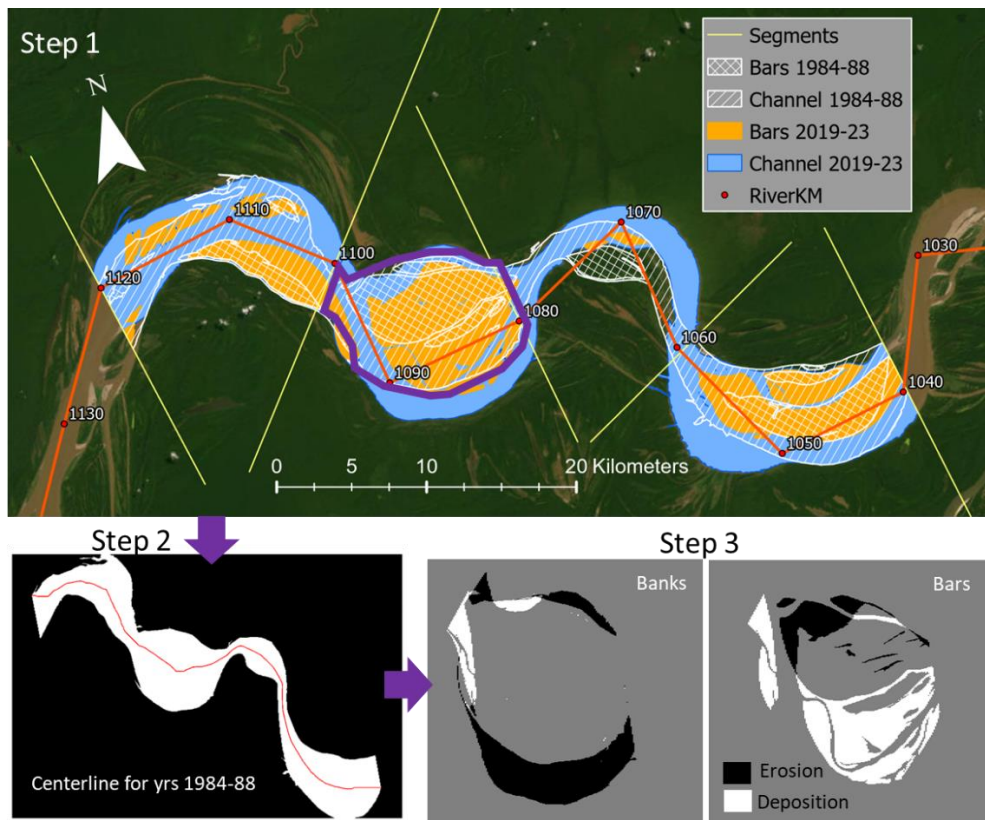 Step 1
N
Segments
Bars 1984-88
Channel 1984-88
Bars 2019-23
Channel 2019-23
RiverKM
1110
1070
1100
1030
1120
1080
1060
1090
1040
1130
1050
0 5 10 20 Kilometers
Step 2
Step 3
Centerline for yrs 1984-88
Banks
Bars
Erosion
Deposition